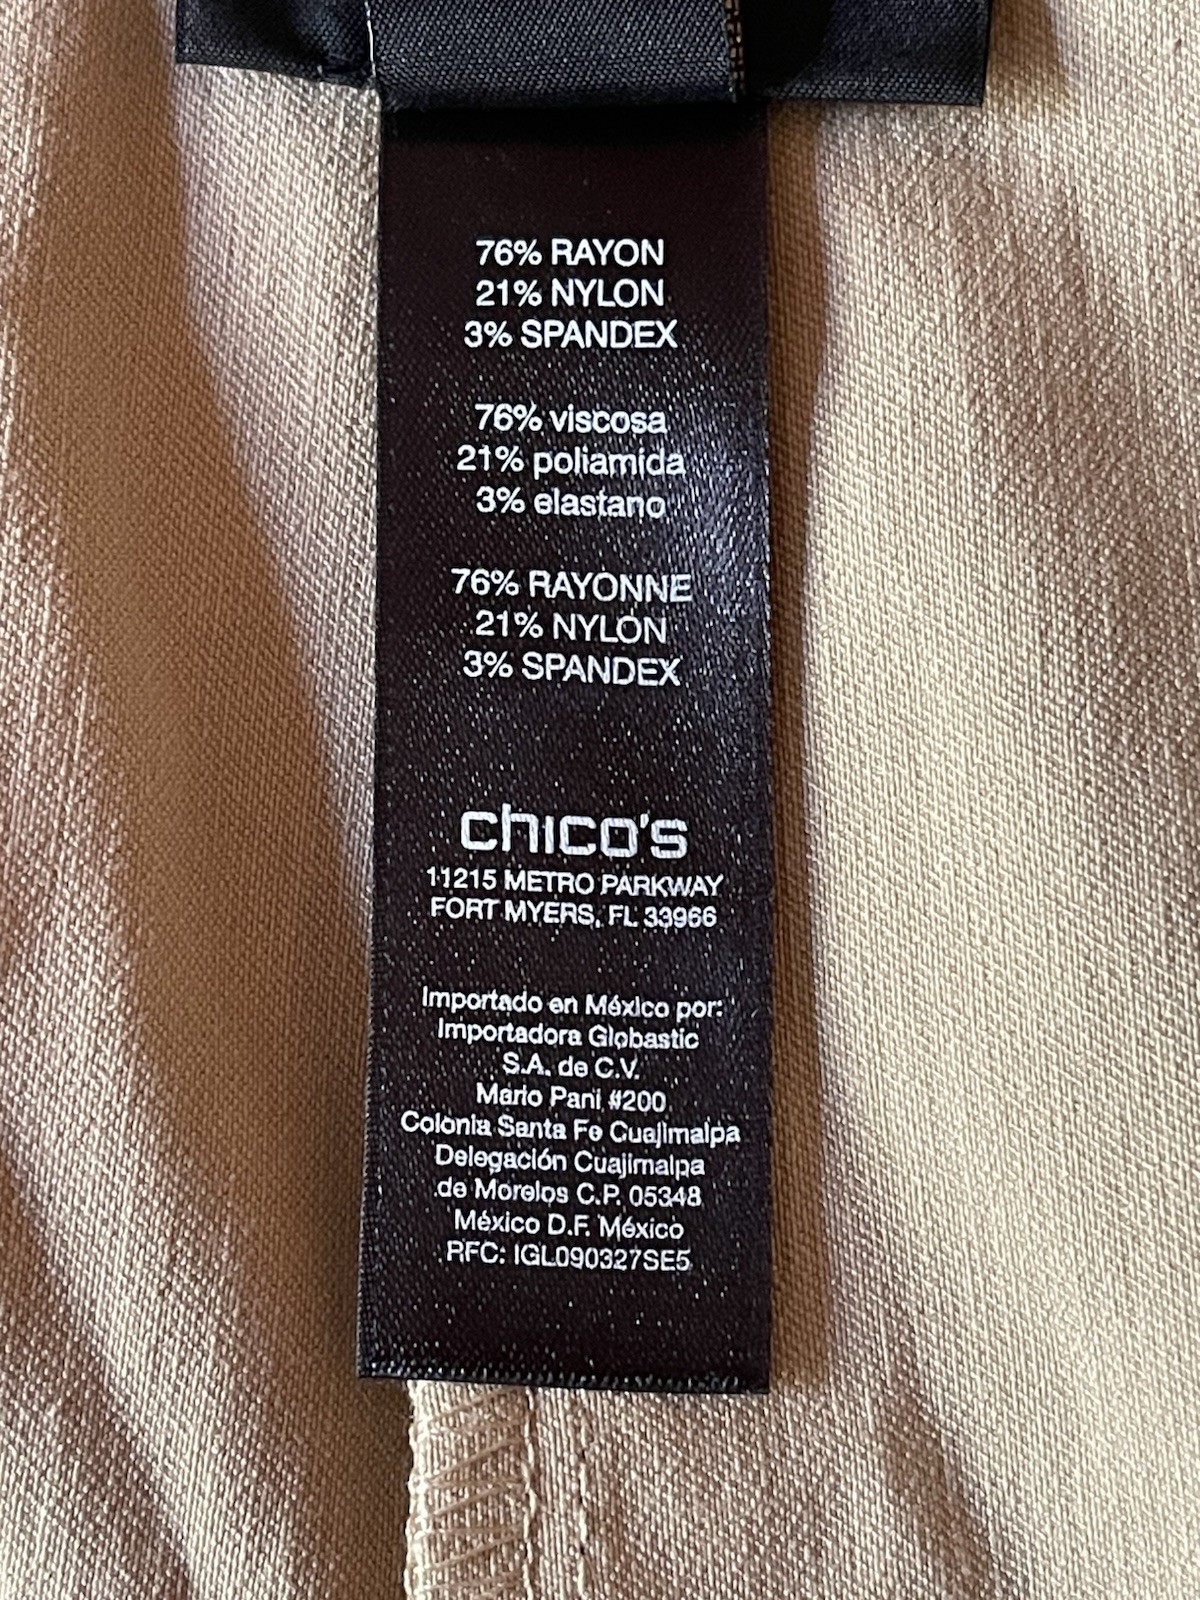 76% RAYON
21% NYLON
3% SPANDEX
76% viscosa
21% poliamida
3% elastano
76% RAYONNE
21% NYLON
3% SPANDEX
chico's
11215 METRO PARKWAY
FORT MYERS, FL 33966
Importado en México por:
Importadora Globastic
S.A. de C.V.
Mario Pani #200
Colonia Santa Fe Cuajimalpa
Delegación Cuajimalpa
de Morelos C.P. 05348
México D.F. México
RFC: IGL090327SE5